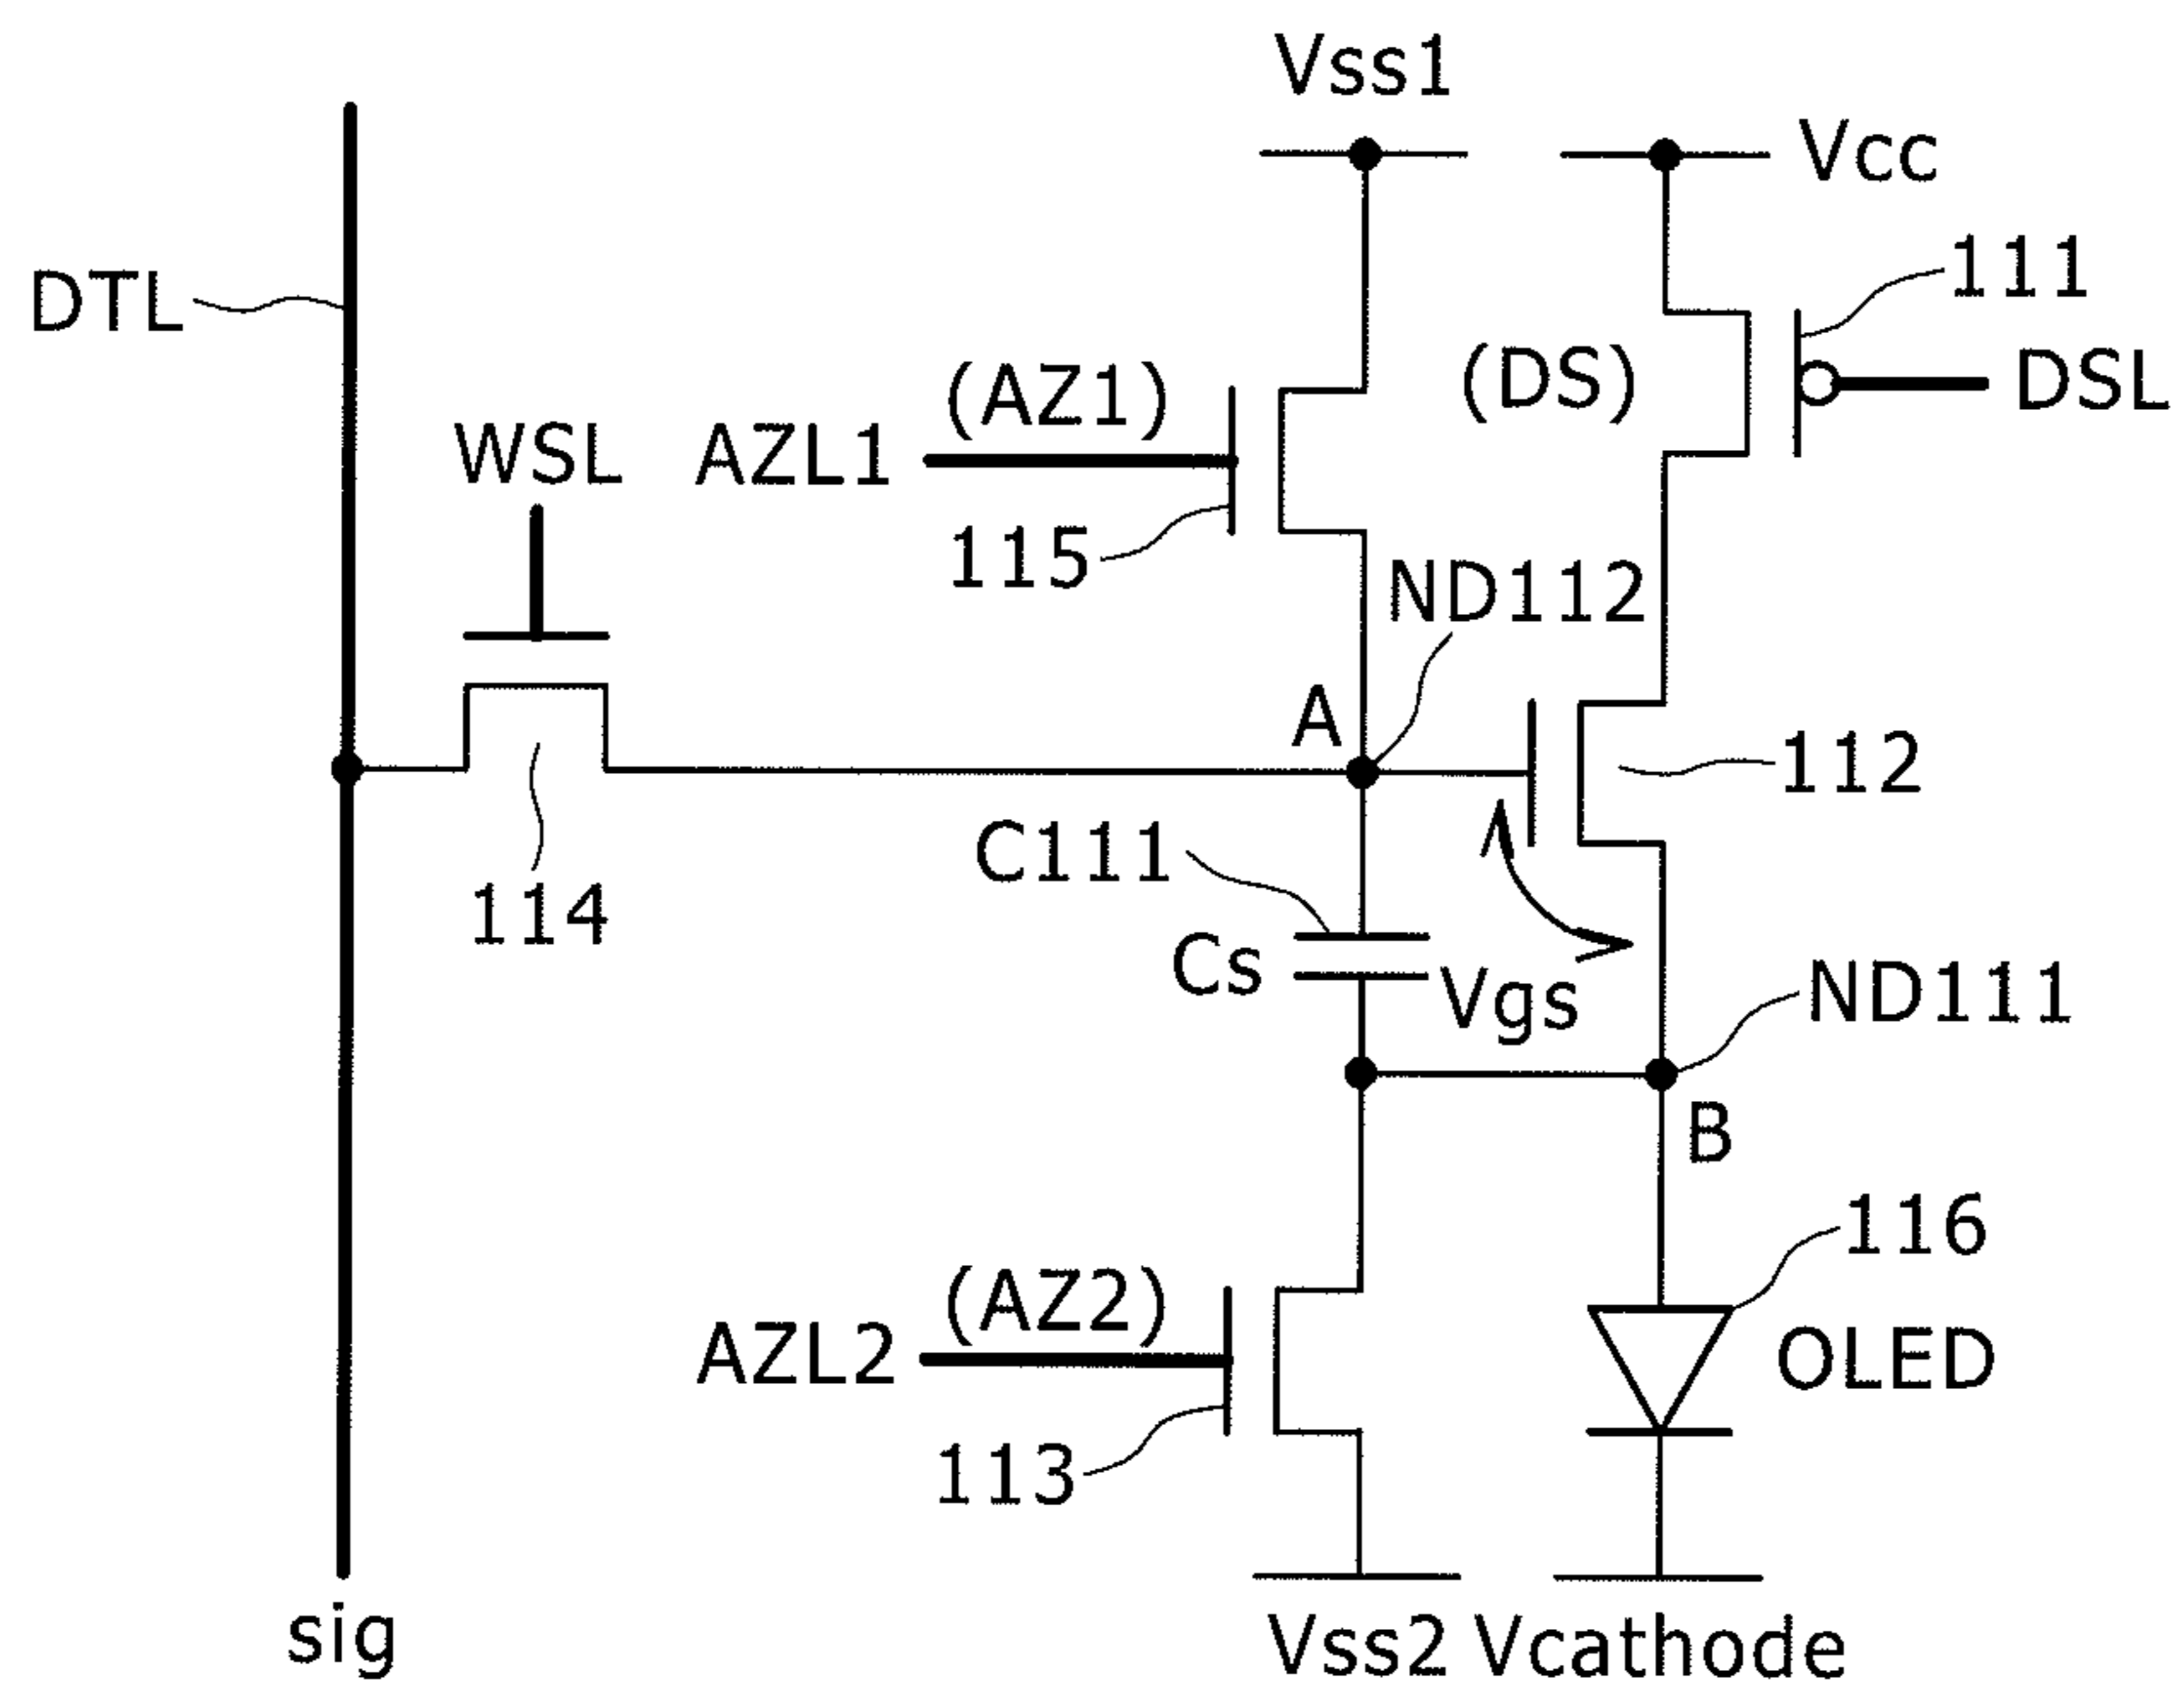 Vss1
Vcc
111
DTL
(AZ1)
(DS)
DSL
WSL
AZL1
115
ND112
A
112
C111
114
Cs
Vgs
ND111
B
116
(AZ2)
AZL2
OLED
113
sig
Vss2
Vcathode